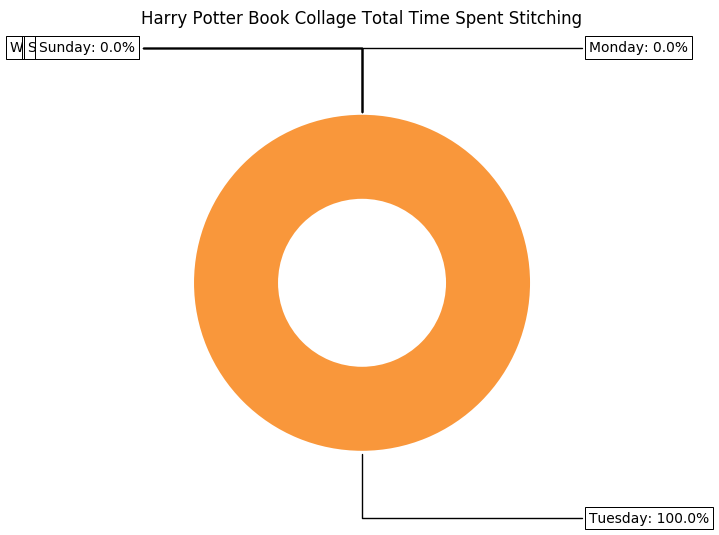 Harry Potter Book Collage Total Time Spent Stitching
W
S
Sunday: 0.0%
Monday: 0.0%
Tuesday: 100.0%